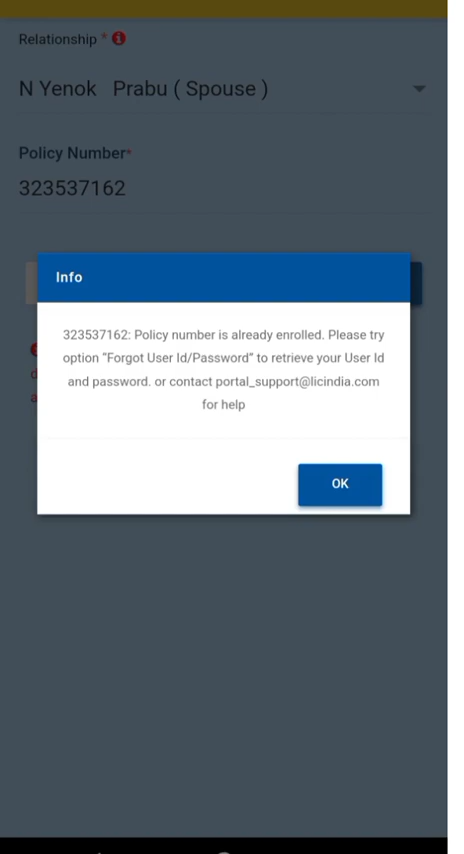 Relationship *
N Yenok Prabu ( Spouse )
Policy Number*
323537162
Info
323537162: Policy number is already enrolled. Please try
option "Forgot User Id/Password" to retrieve your User Id
and password. or contact portal_support@licindia.com
for help
OK